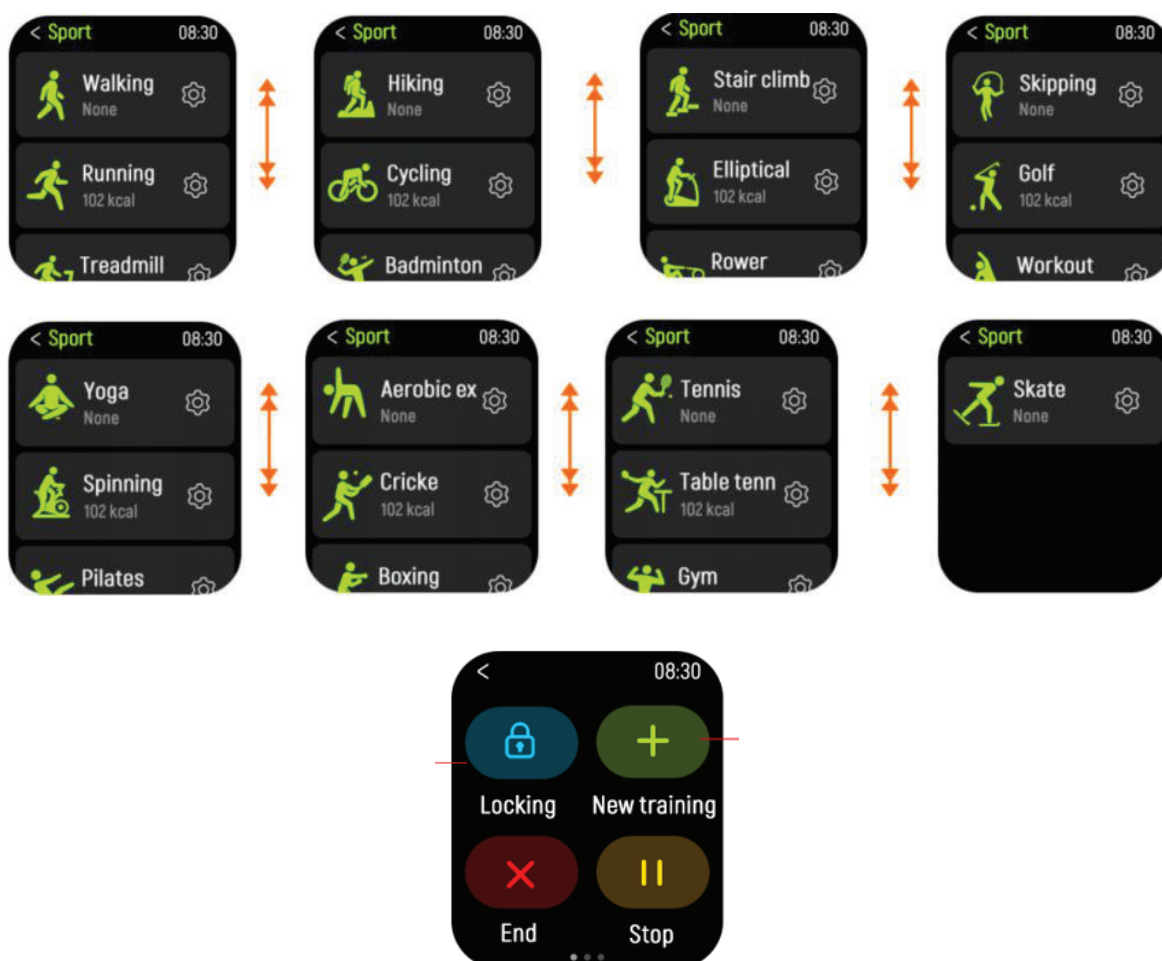 < Sport 08:30
Walking
None
Running
102 kcal
Treadmill
< Sport 08:30
Hiking
None
Cycling
102 kcal
Badminton
< Sport 08:30
Stair climb
None
Elliptical
102 kcal
Rower
< Sport 08:30
Skipping
None
Golf
102 kcal
Workout
< Sport 08:30
Yoga
None
Spinning
102 kcal
Pilates
< Sport 08:30
Aerobic ex
None
Cricke
102 kcal
Boxing
< Sport 08:30
Tennis
None
Table tenn
102 kcal
Gym
< Sport 08:30
Skate
None
< 08:30
Locking New training
End Stop